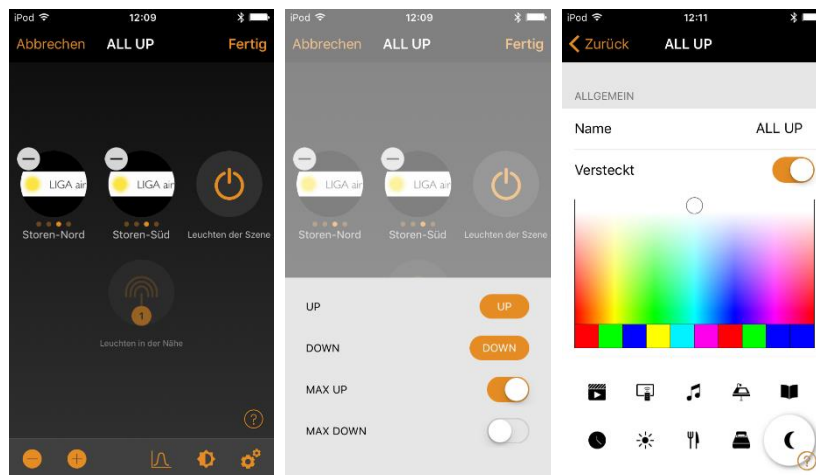 iPod 12:09
Abbrechen ALL UP Fertig
LIGA air LIGA air
Storen-Nord Storen-Süd Leuchten der Szene
1
Leuchten in der Nähe
?
iPod 12:09
Abbrechen ALL UP Fertig
LIGA air LIGA air
Storen-Nord Storen-Süd Leuchten der Szene
UP UP
DOWN DOWN
MAX UP
MAX DOWN
iPod 12:11
Zurück ALL UP
ALLGEMEIN
Name ALL UP
Versteckt
?